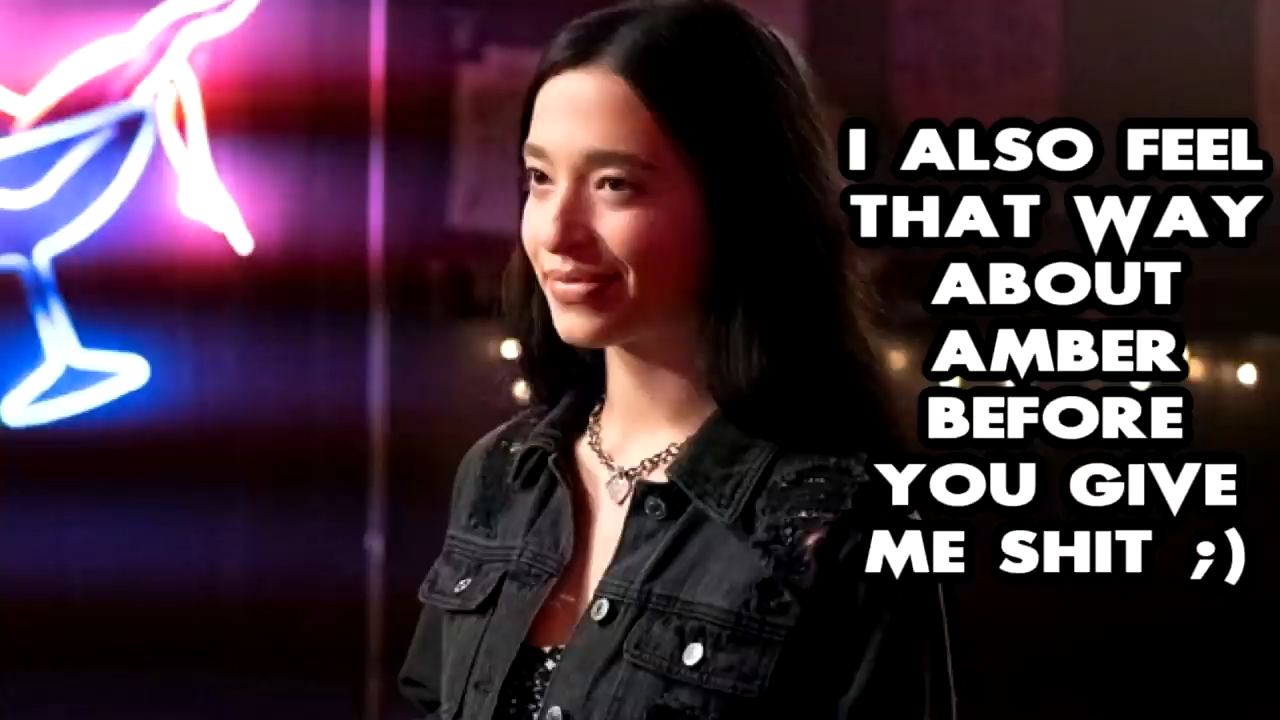 I ALSO FEEL
THAT WAY
ABOUT
AMBER
BEFORE
YOU GIVE
ME SHIT ;)